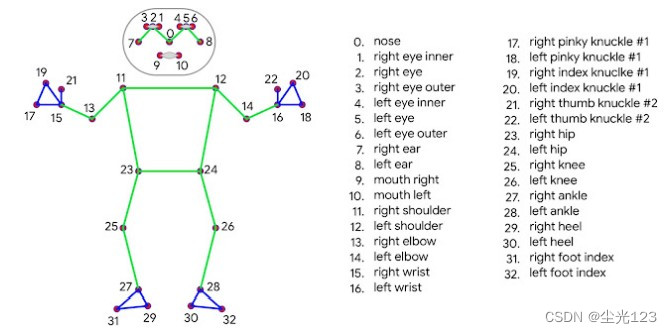 321 456
7 0 8
9 10
19 21 11 12 22 20
17 15 13 14 16 18
23 24
25 26
27 28
31 29 30 32
0. nose
1. right eye inner
2. right eye
3. right eye outer
4. left eye inner
5. left eye
6. left eye outer
7. right ear
8. left ear
9. mouth right
10. mouth left
11. right shoulder
12. left shoulder
13. right elbow
14. left elbow
15. right wrist
16. left wrist
17. right pinky knuckle #1
18. left pinky knuckle #1
19. right index knuclke #1
20. left index knuckle #1
21. right thumb knuckle #2
22. left thumb knuckle #2
23. right hip
24. left hip
25. right knee
26. left knee
27. right ankle
28. left ankle
29. right heel
30. left heel
31. right foot index
32. left foot index
CSDN @尘光123